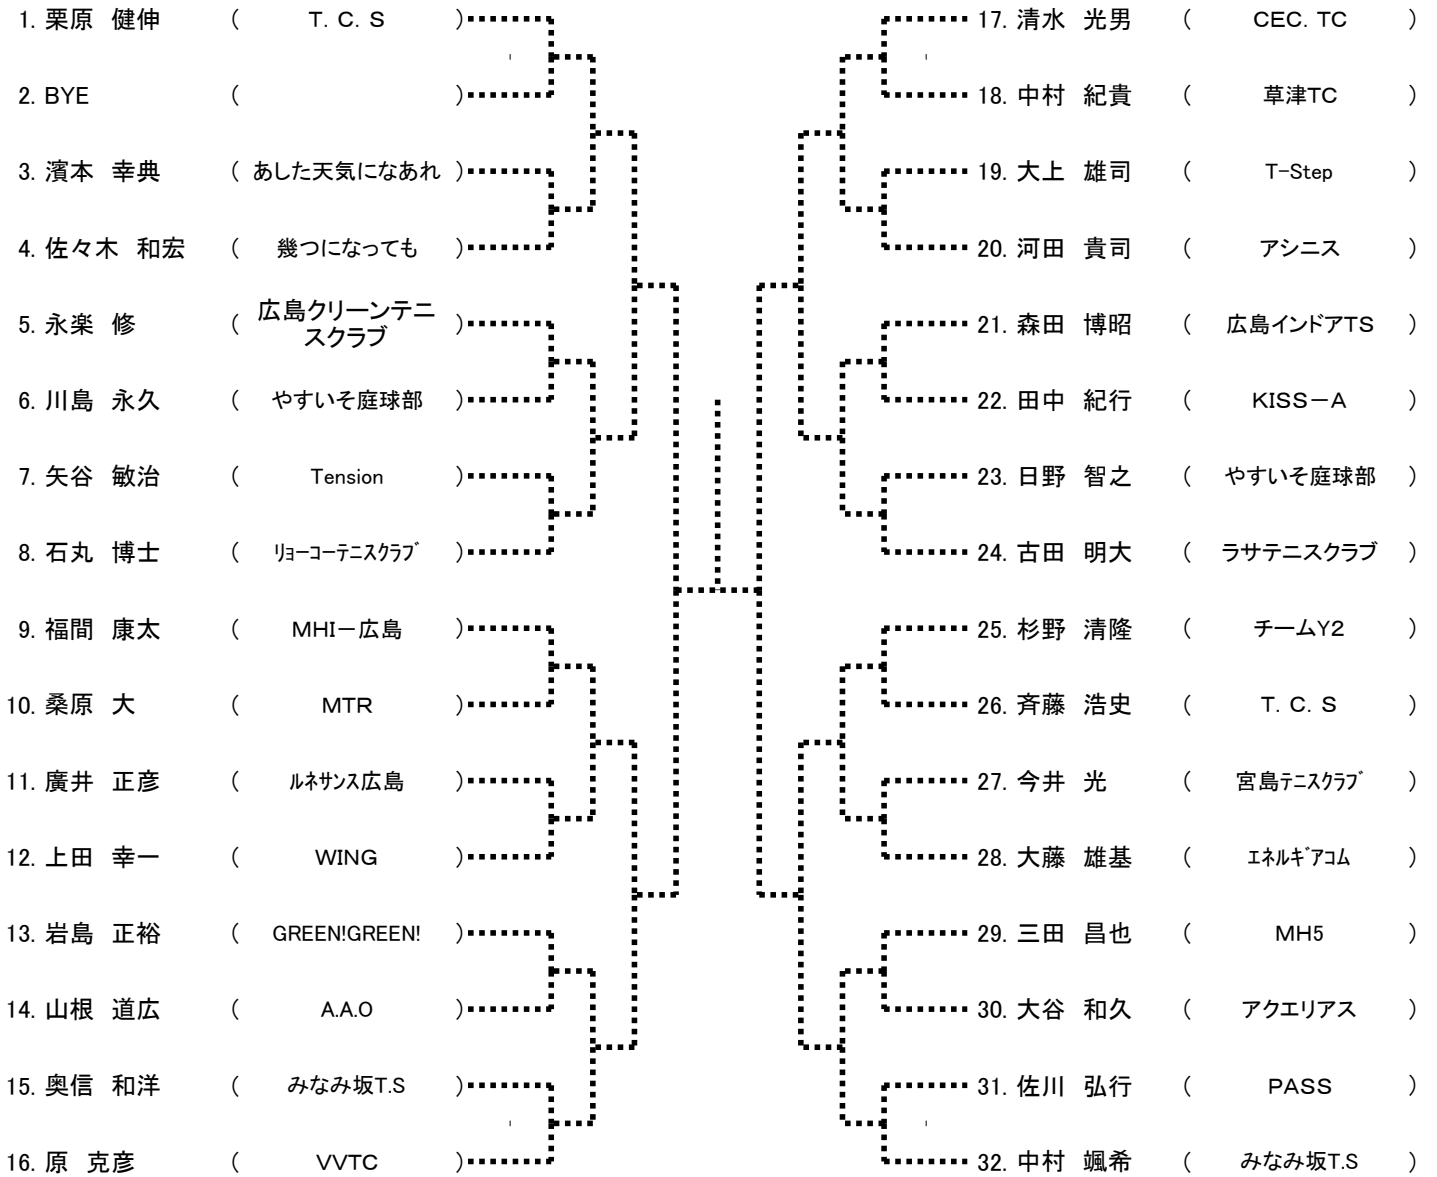 1. 栗原　健伸 （ T. C. S ）
2. BYE （ ）
3. 濱本　幸典 （ あした天気になあれ ）
4. 佐々木　和宏 （ 幾つになっても ）
5. 永楽　修 （ 広島クリーンテニ
スクラブ ）
6. 川島　永久 （ やすいそ庭球部 ）
7. 矢谷　敏治 （ Tension ）
8. 石丸　博士 （ ﾘｮｰｺｰﾃﾆｽｸﾗﾌﾞ ）
9. 福間　康太 （ MHI－広島 ）
10. 桑原　大 （ MTR ）
11. 廣井　正彦 （ ﾙﾈｻﾝｽ広島 ）
12. 上田　幸一 （ WING ）
13. 岩島　正裕 （ GREEN!GREEN! ）
14. 山根　道広 （ A.A.O ）
15. 奥信　和洋 （ みなみ坂T.S ）
16. 原　克彦 （ VVTC ）
17. 清水　光男 （ CEC. TC ）
18. 中村　紀貴 （ 草津TC ）
19. 大上　雄司 （ T-Step ）
20. 河田　貴司 （ アシニス ）
21. 森田　博昭 （ 広島インドアTS ）
22. 田中　紀行 （ KISS－A ）
23. 日野　智之 （ やすいそ庭球部 ）
24. 古田　明大 （ ラサテニスクラブ ）
25. 杉野　清隆 （ チームY2 ）
26. 斉藤　浩史 （ T. C. S ）
27. 今井　光 （ 宮島ﾃﾆｽｸﾗﾌﾞ ）
28. 大藤　雄基 （ ｴﾈﾙｷﾞｱｺﾑ ）
29. 三田　昌也 （ MH5 ）
30. 大谷　和久 （ アクエリアス ）
31. 佐川　弘行 （ PASS ）
32. 中村　颯希 （ みなみ坂T.S ）